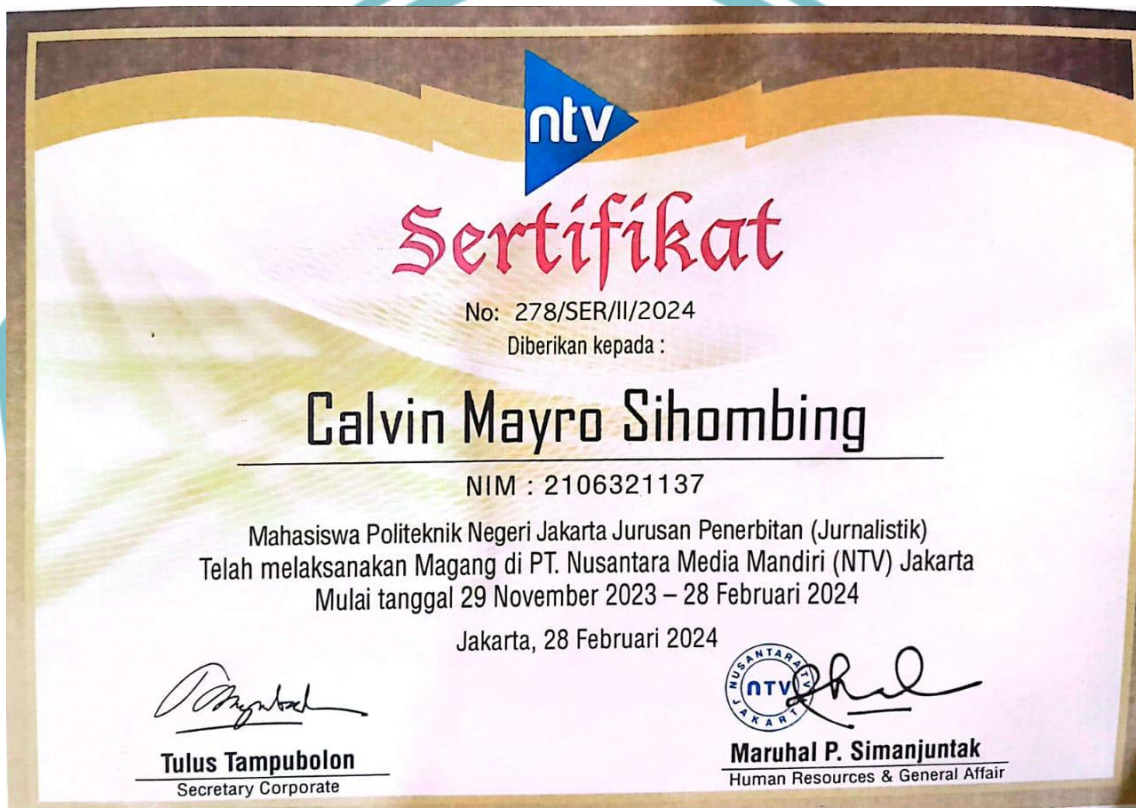 ntv
Sertifikat
No: 278/SER/II/2024
Diberikan kepada :
Calvin Mayro Sihombing
NIM : 2106321137
Mahasiswa Politeknik Negeri Jakarta Jurusan Penerbitan (Jurnalistik)
Telah melaksanakan Magang di PT. Nusantara Media Mandiri (NTV) Jakarta
Mulai tanggal 29 November 2023 – 28 Februari 2024
Jakarta, 28 Februari 2024
NUSANTARA TV
ntv
JAKARTA
Tulus Tampubolon
Secretary Corporate
Maruhal P. Simanjuntak
Human Resources & General Affair